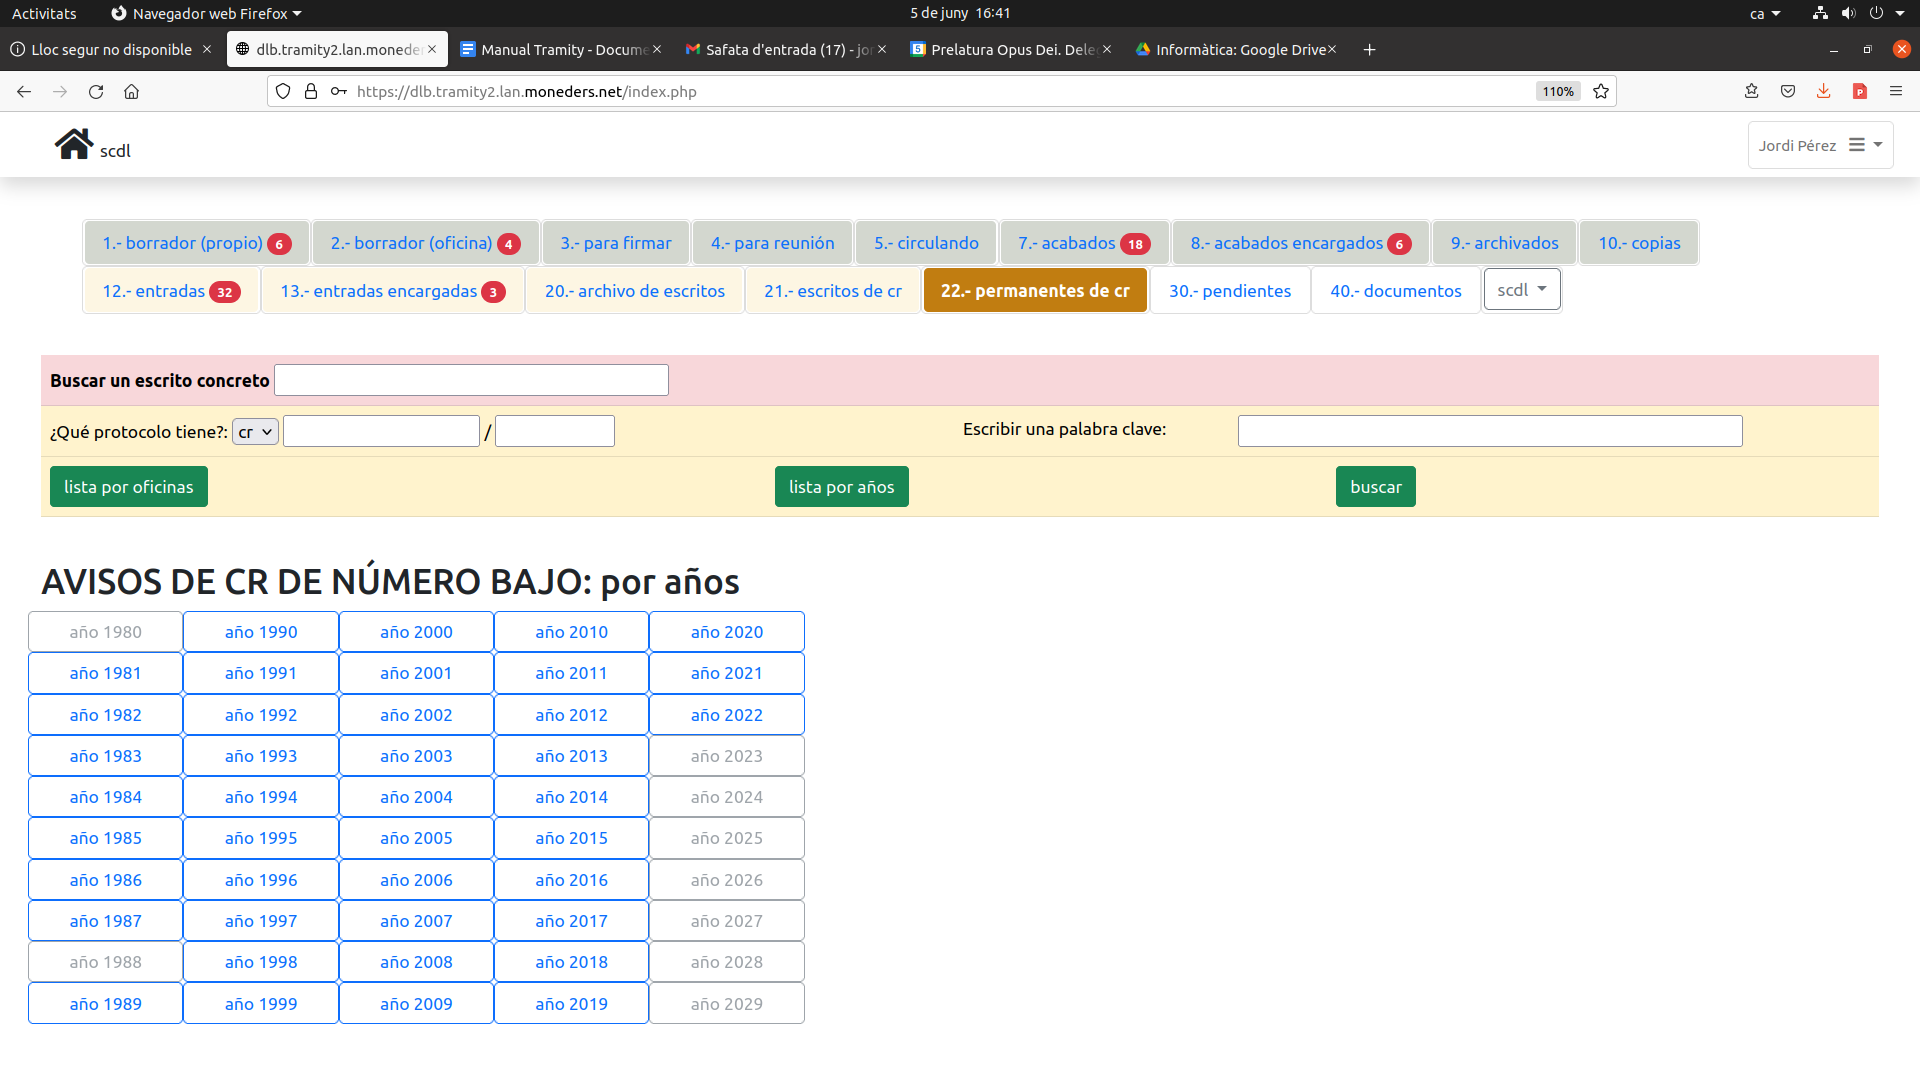 Activitats Navegador web Firefox 5 de juny 16:41 ca
Lloc segur no disponible dlb.tramity2.lan.moneders Manual Tramity - Docume Safata d'entrada (17) - jor 5 Prelatura Opus Dei. Deleg Informàtica: Google Drive
https://dlb.tramity2.lan.moneders.net/index.php 110%
scdl Jordi Pérez
1.- borrador (propio) 6 2.- borrador (oficina) 4 3.- para firmar 4.- para reunión 5.- circulando 7.- acabados 18 8.- acabados encargados 6 9.- archivados 10.- copias
12.- entradas 32 13.- entradas encargadas 3 20.- archivo de escritos 21.- escritos de cr 22.- permanentes de cr 30.- pendientes 40.- documentos scdl
Buscar un escrito concreto
¿Qué protocolo tiene?: cr / Escribir una palabra clave:
lista por oficinas lista por años buscar
AVISOS DE CR DE NÚMERO BAJO: por años
año 1980 año 1990 año 2000 año 2010 año 2020
año 1981 año 1991 año 2001 año 2011 año 2021
año 1982 año 1992 año 2002 año 2012 año 2022
año 1983 año 1993 año 2003 año 2013 año 2023
año 1984 año 1994 año 2004 año 2014 año 2024
año 1985 año 1995 año 2005 año 2015 año 2025
año 1986 año 1996 año 2006 año 2016 año 2026
año 1987 año 1997 año 2007 año 2017 año 2027
año 1988 año 1998 año 2008 año 2018 año 2028
año 1989 año 1999 año 2009 año 2019 año 2029